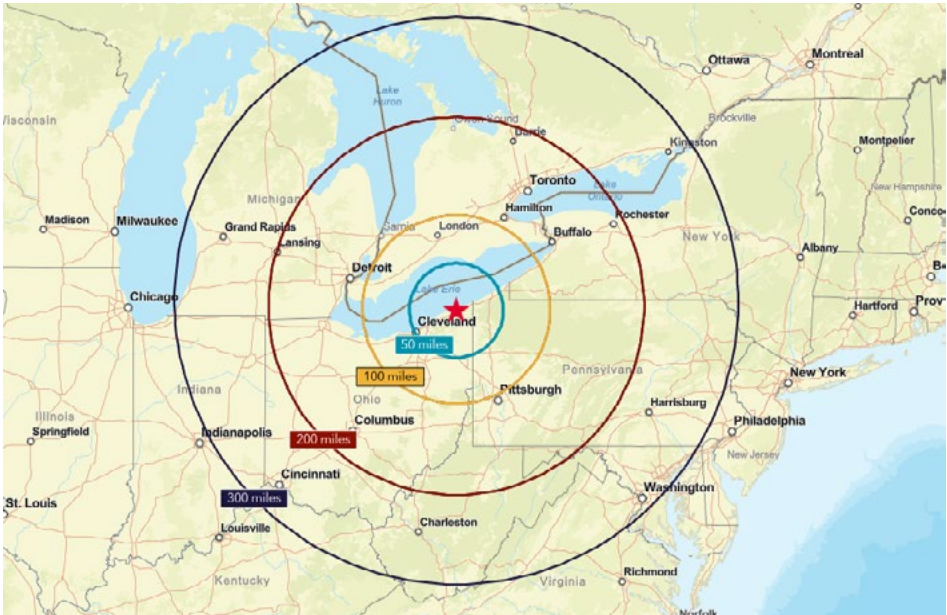 Ottawa
Montreal
Lake
Huron
Owen Sound
Barrie
Brockville
Kingston
Wisconsin
Montpelier
Michigan
Toronto
Lake
Ontario
New Hampshire
Madison
Milwaukee
Grand Rapids
Lansing
Sarnia
London
Hamilton
Rochester
Buffalo
New York
Albany
Conco
Detroit
Lake Erie
Be
Chicago
Cleveland
Hartford
Prov
50 miles
100 miles
Indiana
Ohio
Pittsburgh
Pennsylvania
New York
Illinois
Springfield
Indianapolis
200 miles
Columbus
Harrisburg
Philadelphia
New Jersey
Cincinnati
300 miles
Washington
St. Louis
Louisville
Charleston
Kentucky
Virginia
Richmond
Norfolk